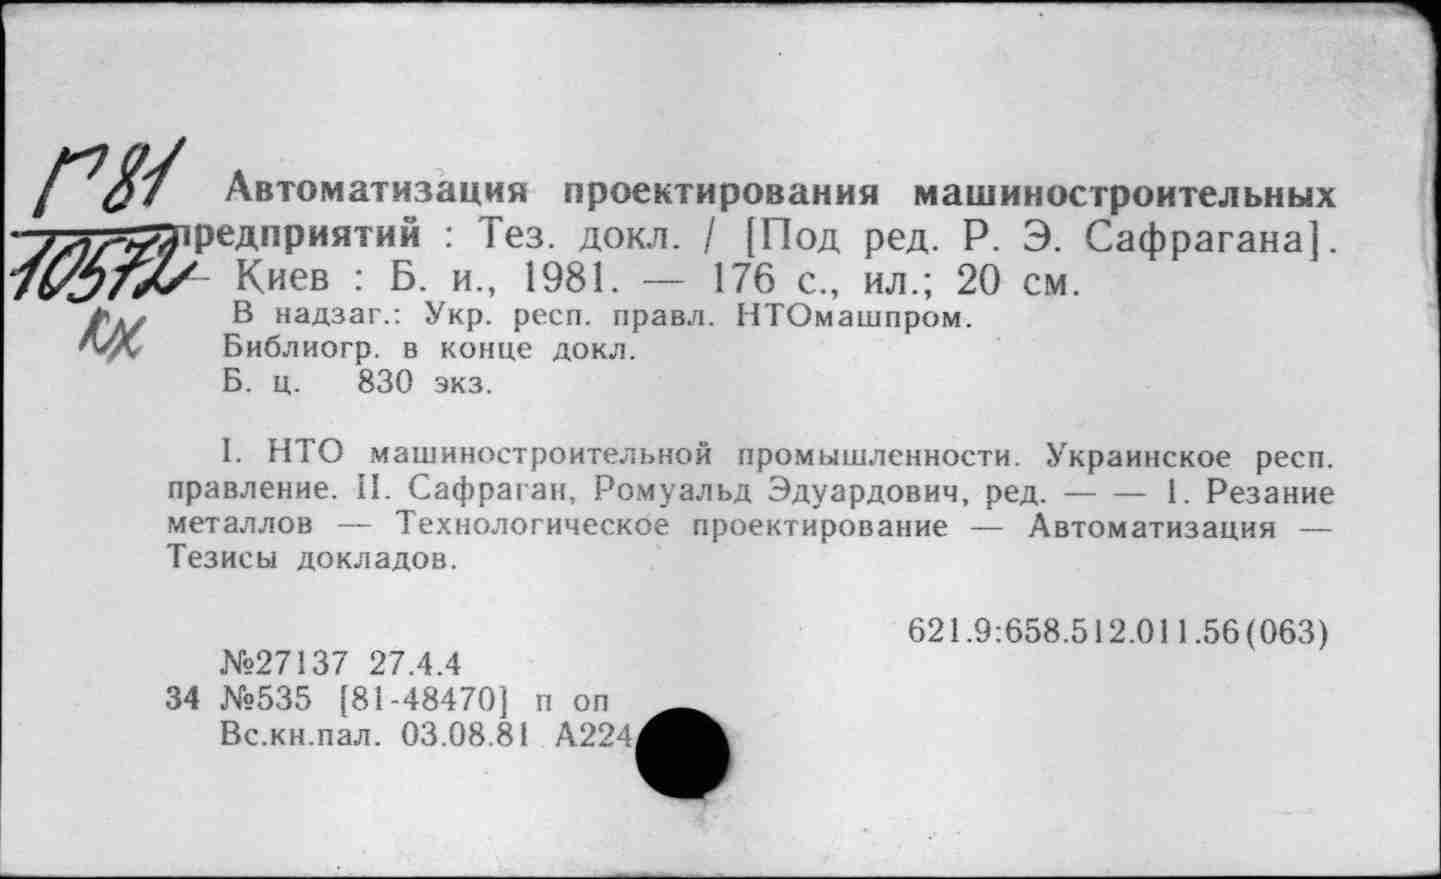 Г81
Автоматизация проектирования машиностроительных
предприятий : Тез. докл. / [Под ред. Р. Э. Сафрагана].
Киев : Б. и., 1981. — 176 с., ил.; 20 см.
КХ
В надзаг.: Укр. респ. правл. НТОмашпром.
Библиогр. в конце докл.
Б. ц. 830 экз.
I. НТО машиностроительной промышленности. Украинское респ.
правление. II. Сафраган, Ромуальд Эдуардович, ред. — — 1. Резание
металлов — Технологическое проектирование — Автоматизация —
Тезисы докладов.
621.9:658.512.011.56(063)
№27137 27.4.4
34 №535 [81-48470] п оп
Вс.кн.пал. 03.08.81 А224